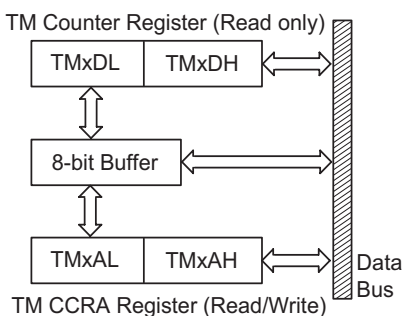 TM Counter Register (Read only)
TMxDL TMxDH
8-bit Buffer
TMxAL TMxAH
Data
Bus
TM CCRA Register (Read/Write)